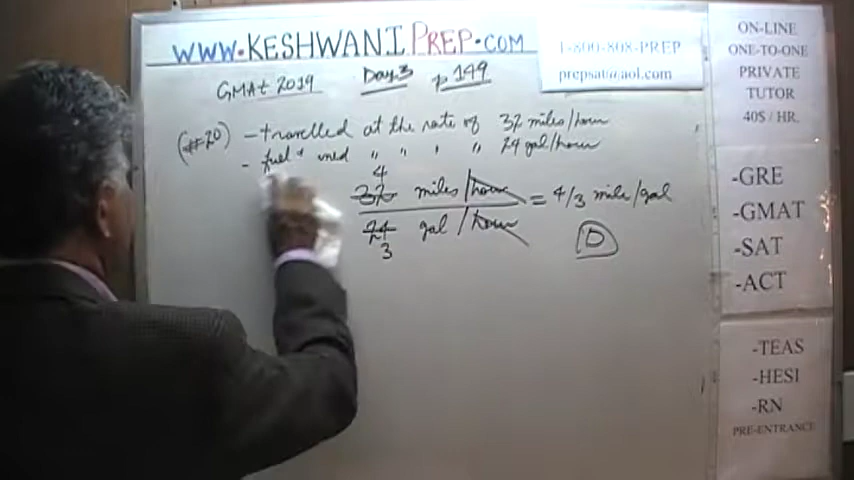 WWW.KESHWANIPREP.COM
1-800-808-PREP
prepsat@aol.com
GMAt 2019 Day 3 p 149
(#20) - travelled at the rate of 32 miles/hour
- fuel used " " " " 24 gal/hour
4
32 miles/hour = 4/3 mile/gal
24 gal/hour
3
D
ON-LINE
ONE-TO-ONE
PRIVATE
TUTOR
40$ / HR.
-GRE
-GMAT
-SAT
-ACT
-TEAS
-HESI
-RN
PRE-ENTRANCE